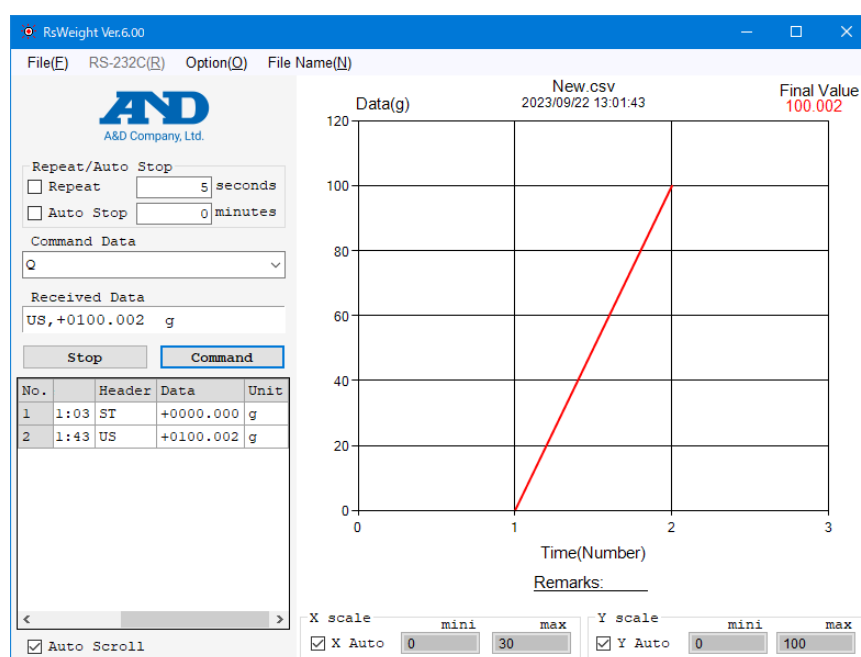 RsWeight Ver.6.00
File(F) RS-232C(R) Option(O) File Name(N)
AND
A&D Company, Ltd.
Repeat/Auto Stop
Repeat 5 seconds
Auto Stop 0 minutes
Command Data
Q
Received Data
US,+0100.002 g
Stop Command
No. Header Data Unit
1 1:03 ST +0000.000 g
2 1:43 US +0100.002 g
Auto Scroll
New.csv
2023/09/22 13:01:43
Final Value
100.002
Data(g)
120
100
80
60
40
20
0
0 1 2 3
Time(Number)
Remarks:
X scale mini max
X Auto 0 30
Y scale mini max
Y Auto 0 100